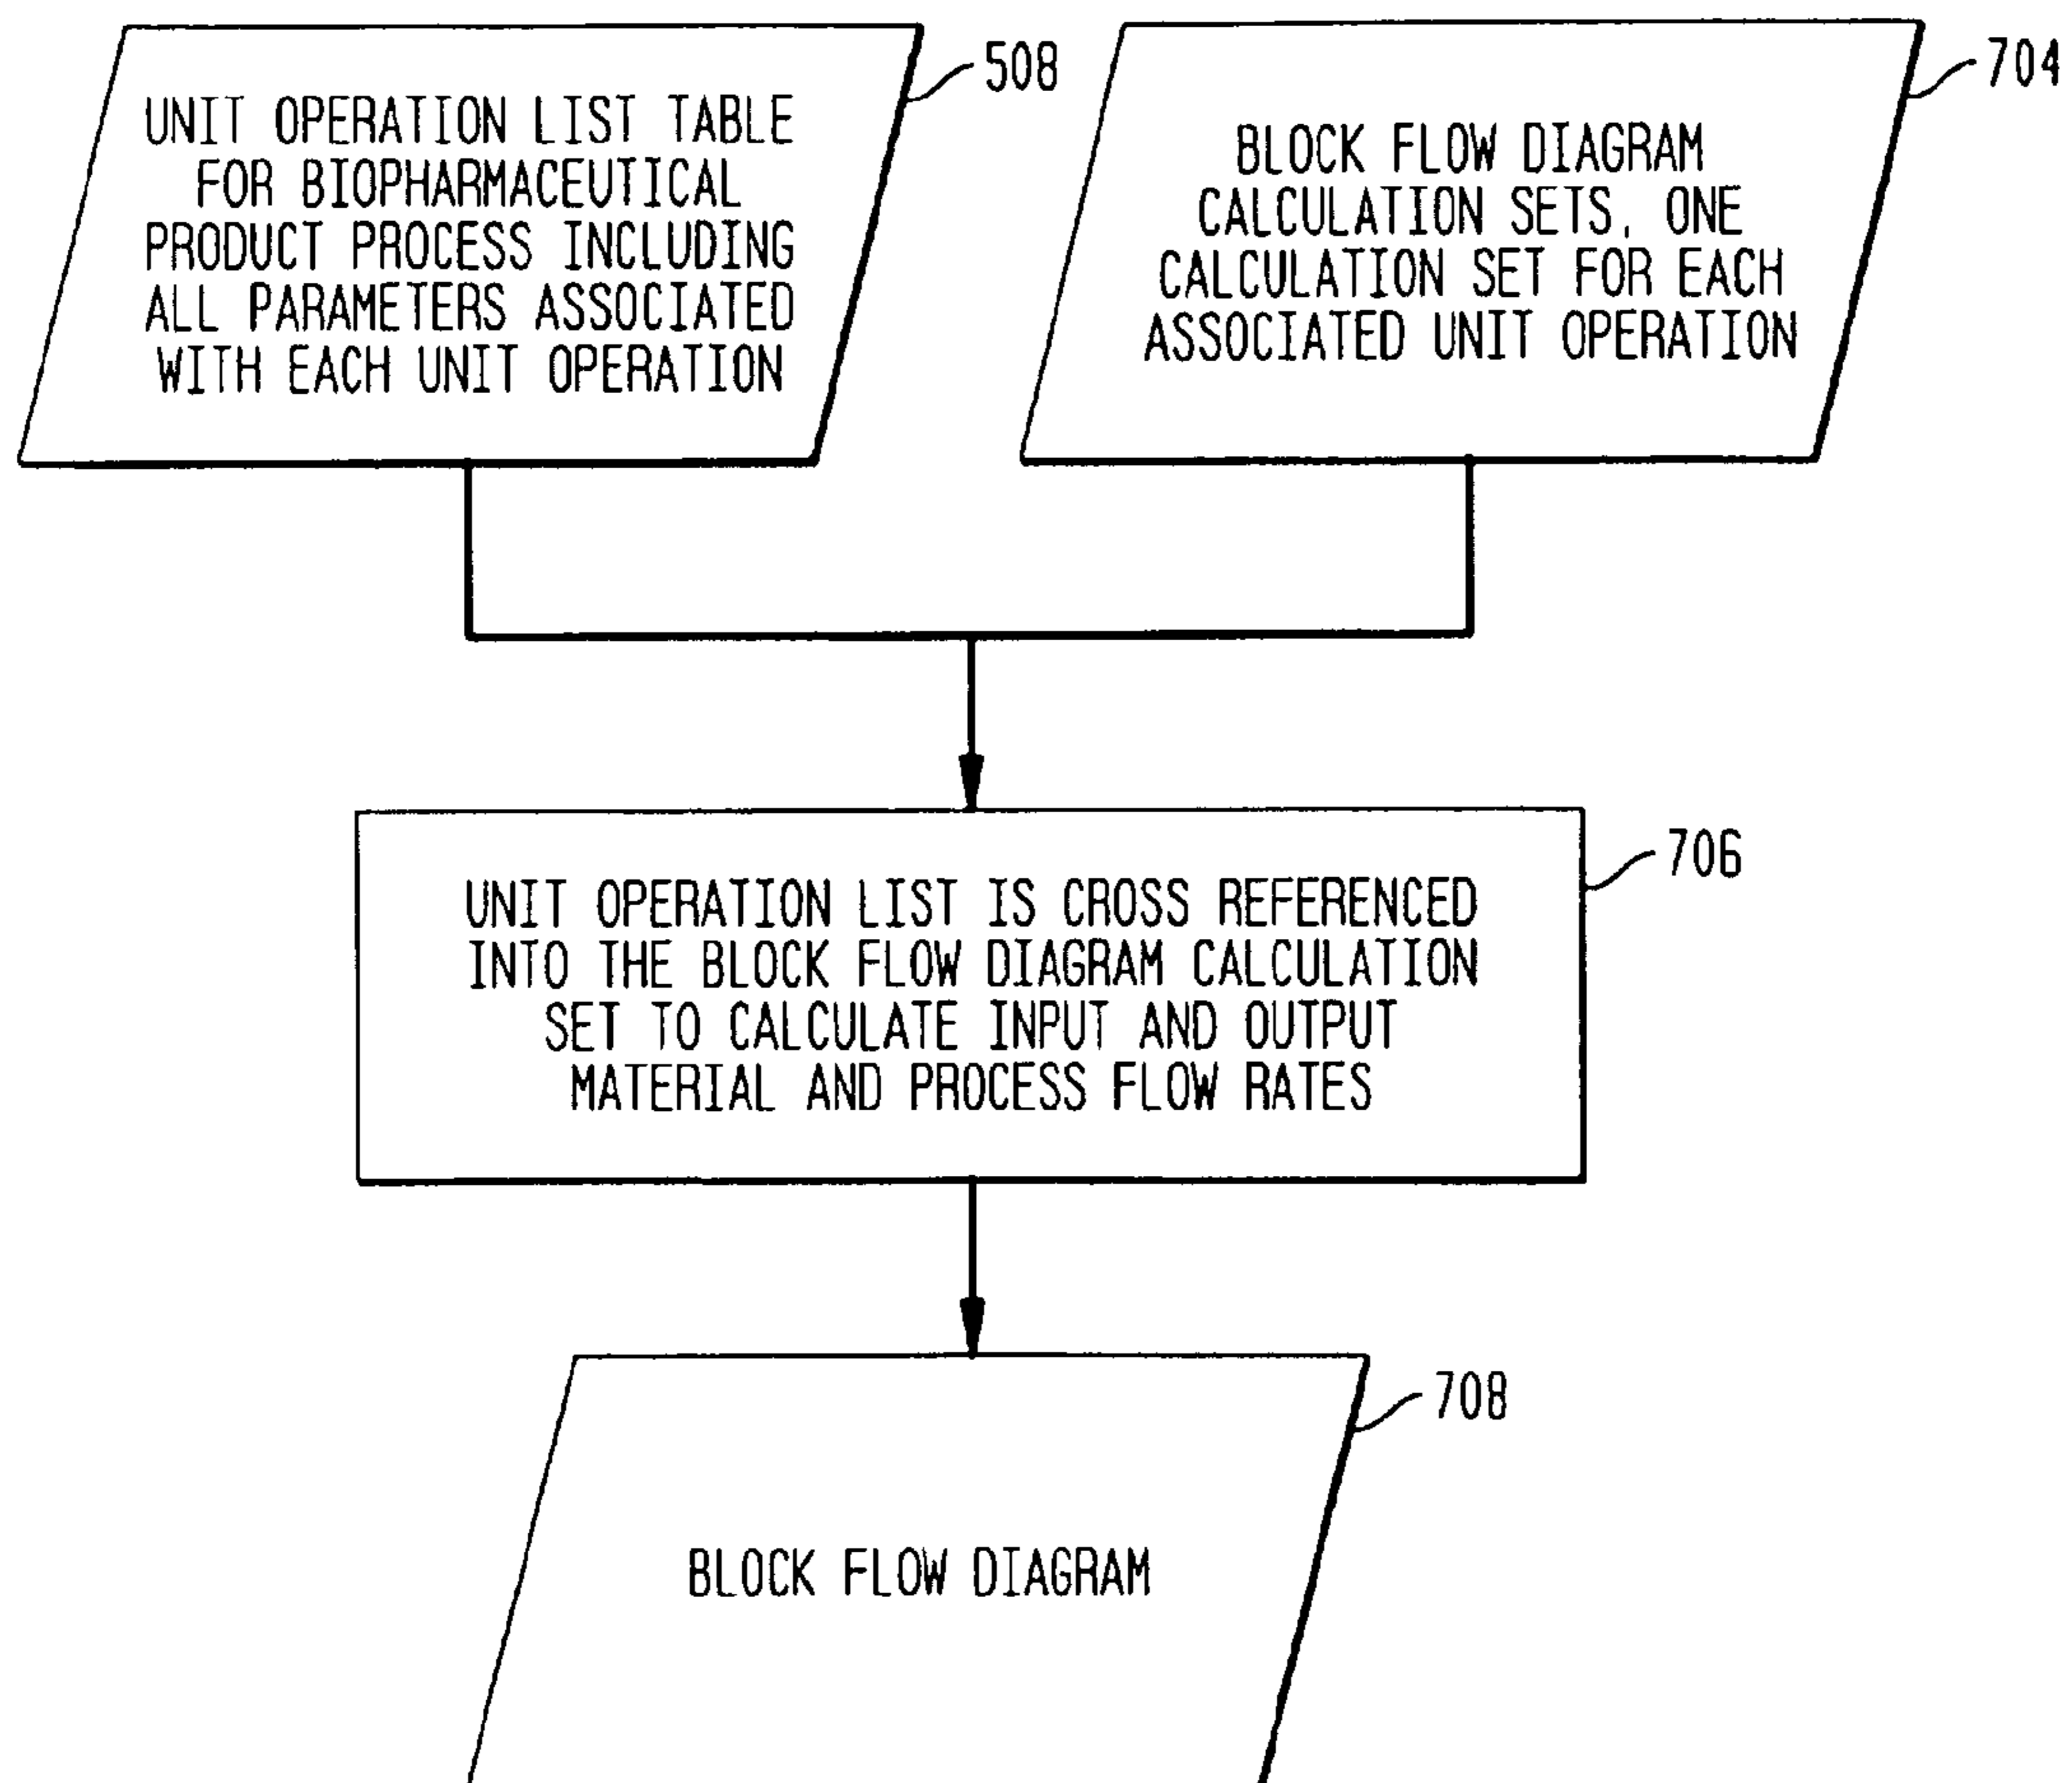 UNIT OPERATION LIST TABLE
FOR BIOPHARMACEUTICAL
PRODUCT PROCESS INCLUDING
ALL PARAMETERS ASSOCIATED
WITH EACH UNIT OPERATION
508
BLOCK FLOW DIAGRAM
CALCULATION SETS, ONE
CALCULATION SET FOR EACH
ASSOCIATED UNIT OPERATION
704
UNIT OPERATION LIST IS CROSS REFERENCED
INTO THE BLOCK FLOW DIAGRAM CALCULATION
SET TO CALCULATE INPUT AND OUTPUT
MATERIAL AND PROCESS FLOW RATES
706
BLOCK FLOW DIAGRAM
708